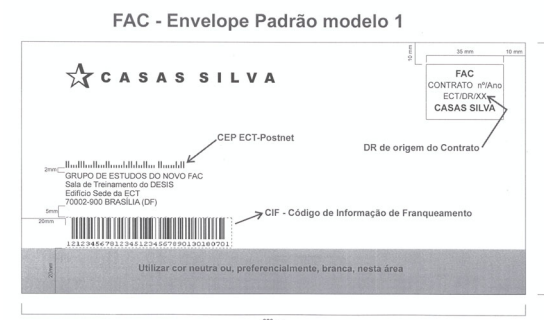 FAC - Envelope Padrão modelo 1
10 mm
35 mm
10 mm
CASAS SILVA
FAC
CONTRATO nº/Ano
ECT/DR/XX
CASAS SILVA
CEP ECT-Postnet
DR de origem do Contrato
2mm
GRUPO DE ESTUDOS DO NOVO FAC
Sala de Treinamento do DESIS
Edifício Sede da ECT
70002-900 BRASÍLIA (DF)
5mm
20mm
CIF - Código de Informação de Franqueamento
1212345678123451234567890130180701
20mm
Utilizar cor neutra ou, preferencialmente, branca, nesta área